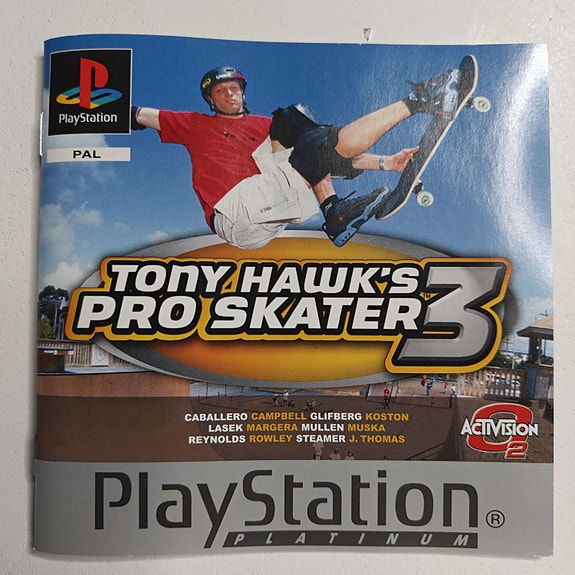 PlayStation
PAL
TONY HAWK'S
PRO SKATER 3™
CABALLERO CAMPBELL GLIFBERG KOSTON
LASEK MARGERA MULLEN MUSKA
REYNOLDS ROWLEY STEAMER J. THOMAS
ACTIVISION
O2
PlayStation®
PLATINUM